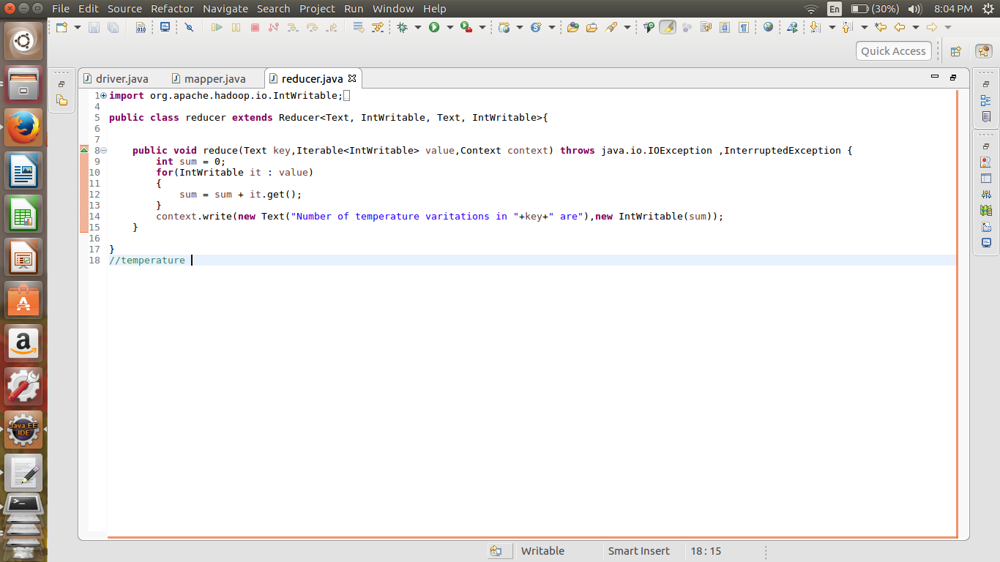 File Edit Source Refactor Navigate Search Project Run Window Help
En (30%) 8:04 PM
010
Quick Access
driver.java mapper.java reducer.java
1 import org.apache.hadoop.io.IntWritable;
4
5 public class reducer extends Reducer<Text, IntWritable, Text, IntWritable>{
6
7
8 public void reduce(Text key,Iterable<IntWritable> value,Context context) throws java.io.IOException ,InterruptedException {
9 int sum = 0;
10 for(IntWritable it : value)
11 {
12 sum = sum + it.get();
13 }
14 context.write(new Text("Number of temperature varitations in "+key+" are"),new IntWritable(sum));
15 }
16
17 }
18 //temperature
Java EE
IDE
Writable Smart Insert 18 : 15